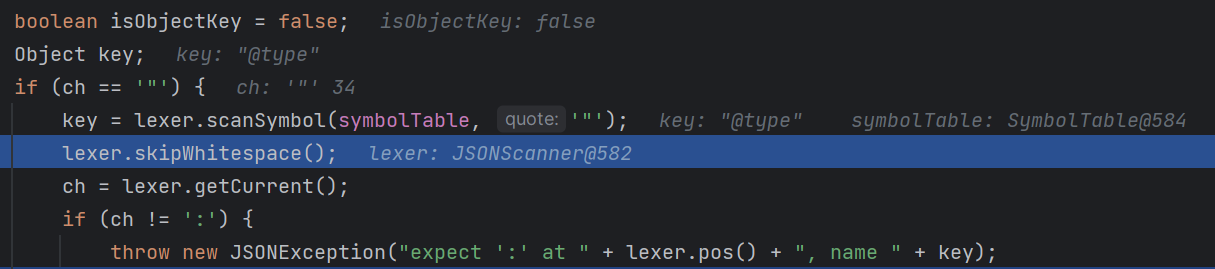 boolean isObjectKey = false;   isObjectKey: false
Object key;   key: "@type"
if (ch == '"') {   ch: '"' 34
key = lexer.scanSymbol(symbolTable,  quote: '"');   key: "@type"    symbolTable: SymbolTable@584
lexer.skipWhitespace();   lexer: JSONScanner@582
ch = lexer.getCurrent();
if (ch != ':') {
throw new JSONException("expect ':' at " + lexer.pos() + ", name " + key);